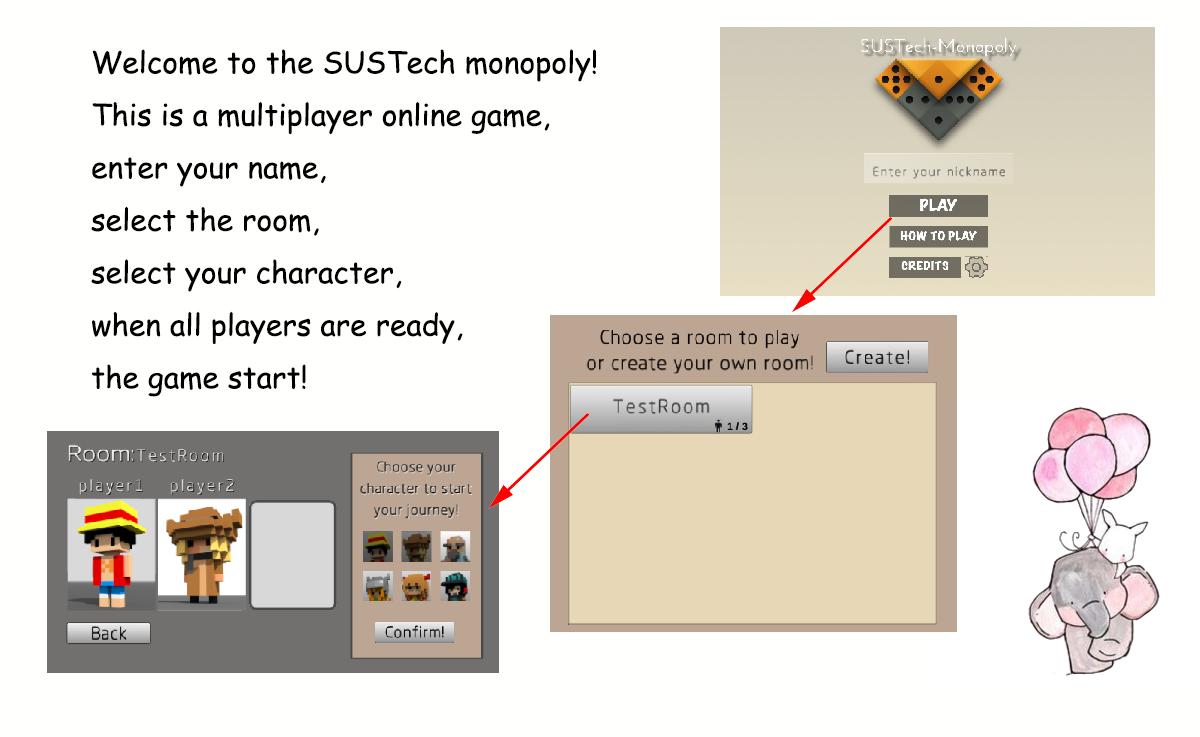 Welcome to the SUSTech monopoly!
This is a multiplayer online game,
enter your name,
select the room,
select your character,
when all players are ready,
the game start!
SUSTech-Monopoly
Enter your nickname
PLAY
HOW TO PLAY
CREDITS
Choose a room to play
or create your own room!
Create!
TestRoom
1/3
Room:TestRoom
player1 player2
Back
Choose your
character to start
your journey!
Confirm!